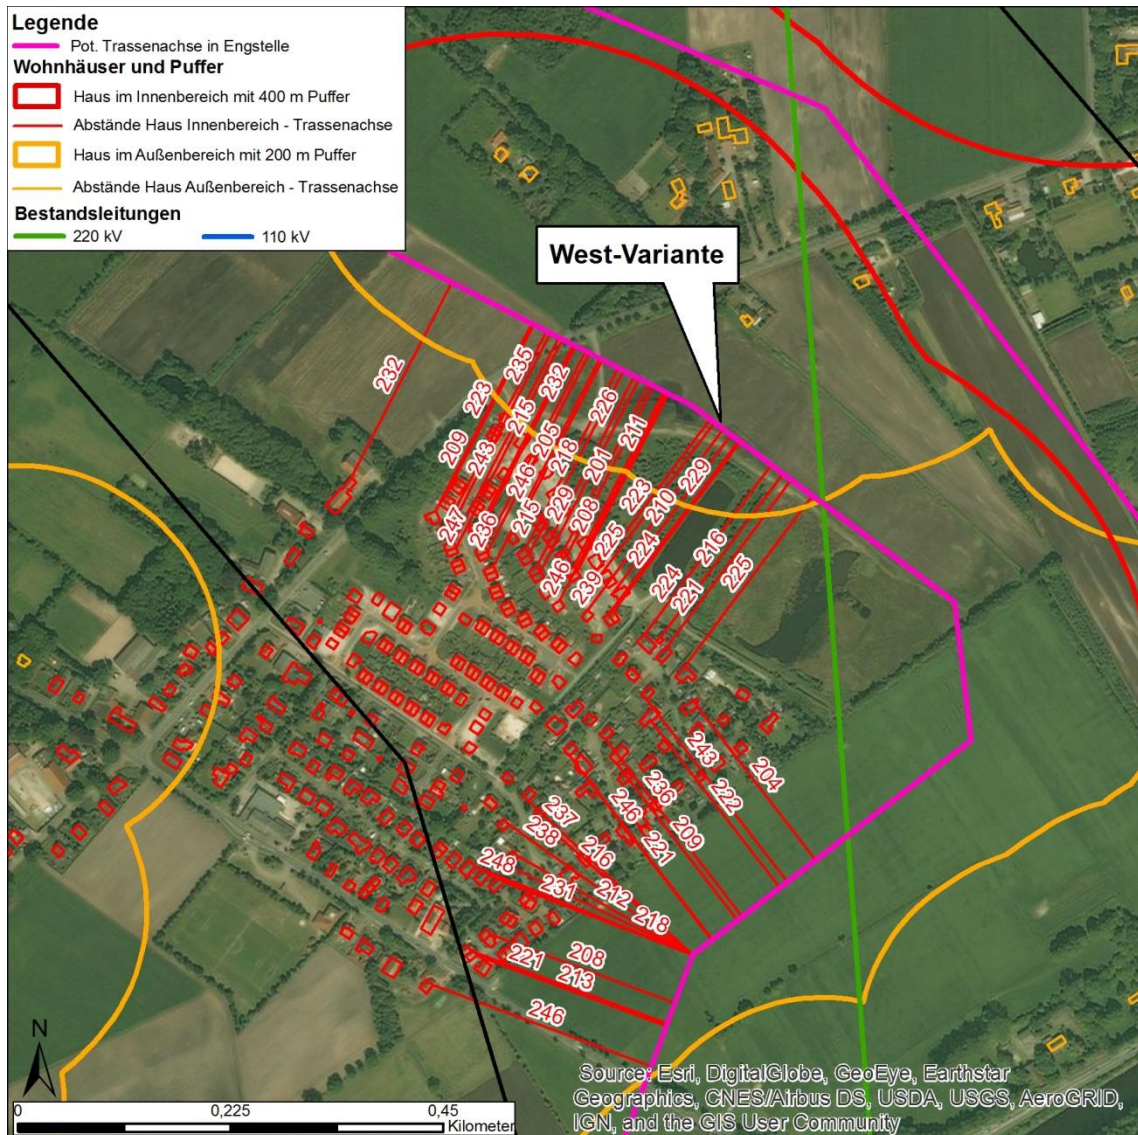 Legende
Pot. Trassenachse in Engstelle
Wohnhäuser und Puffer
Haus im Innenbereich mit 400 m Puffer
Abstände Haus Innenbereich - Trassenachse
Haus im Außenbereich mit 200 m Puffer
Abstände Haus Außenbereich - Trassenachse
Bestandsleitungen
220 kV 110 kV
West-Variante
232
223
235
209
243
215
232
247
236
246
205
218
226
215
229
201
211
208
246
239
225
223
210
229
224
224
221
216
225
204
243
222
236
209
246
221
237
238
216
212
218
248
231
208
221
213
246
N
0 0,225 0,45
Kilometer
Source: Esri, DigitalGlobe, GeoEye, Earthstar
Geographics, CNES/Airbus DS, USDA, USGS, AeroGRID,
IGN, and the GIS User Community